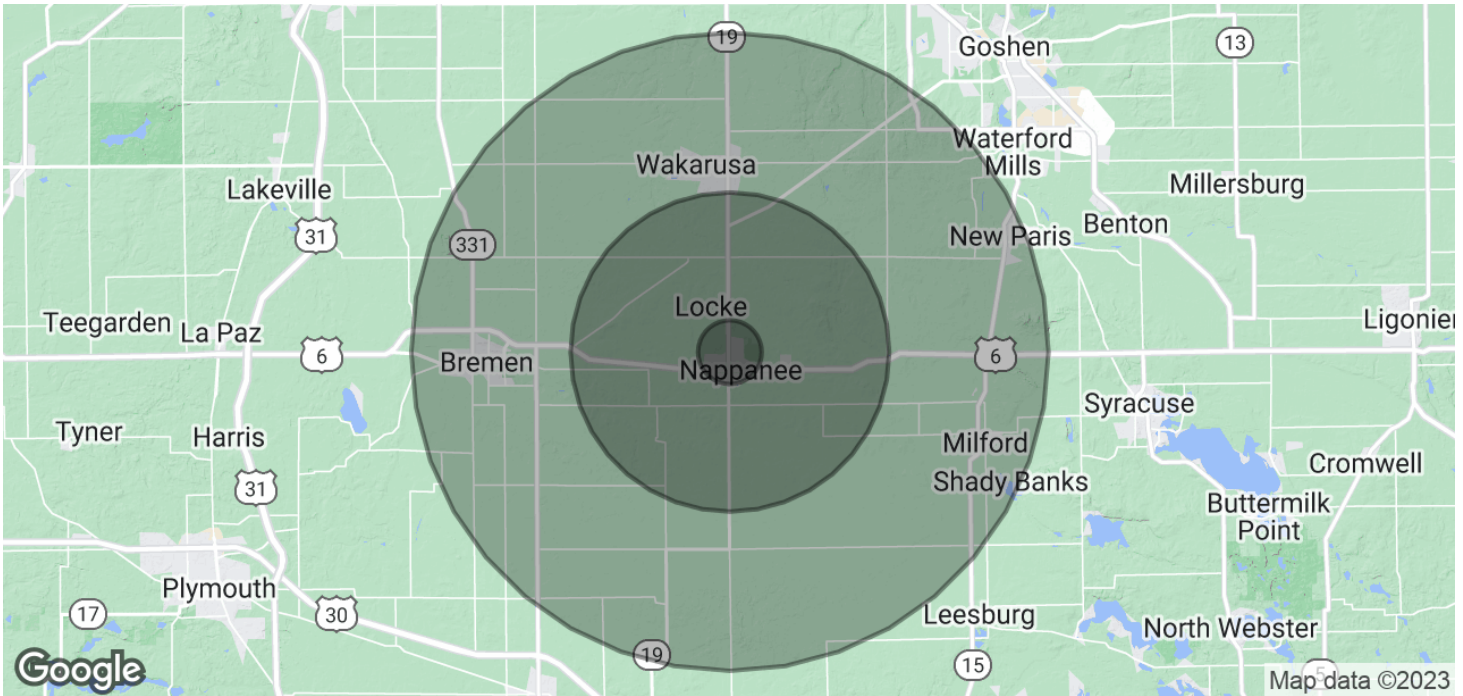 19
Goshen
13
Waterford
Mills
Wakarusa
Millersburg
Lakeville
Benton
31
331
New Paris
Locke
Teegarden
La Paz
Ligonier
6
6
Bremen
Nappanee
Syracuse
Tyner
Harris
Milford
Cromwell
Shady Banks
31
Buttermilk
Point
Plymouth
17
30
Leesburg
North Webster
19
15
5
Google
Map data ©2023